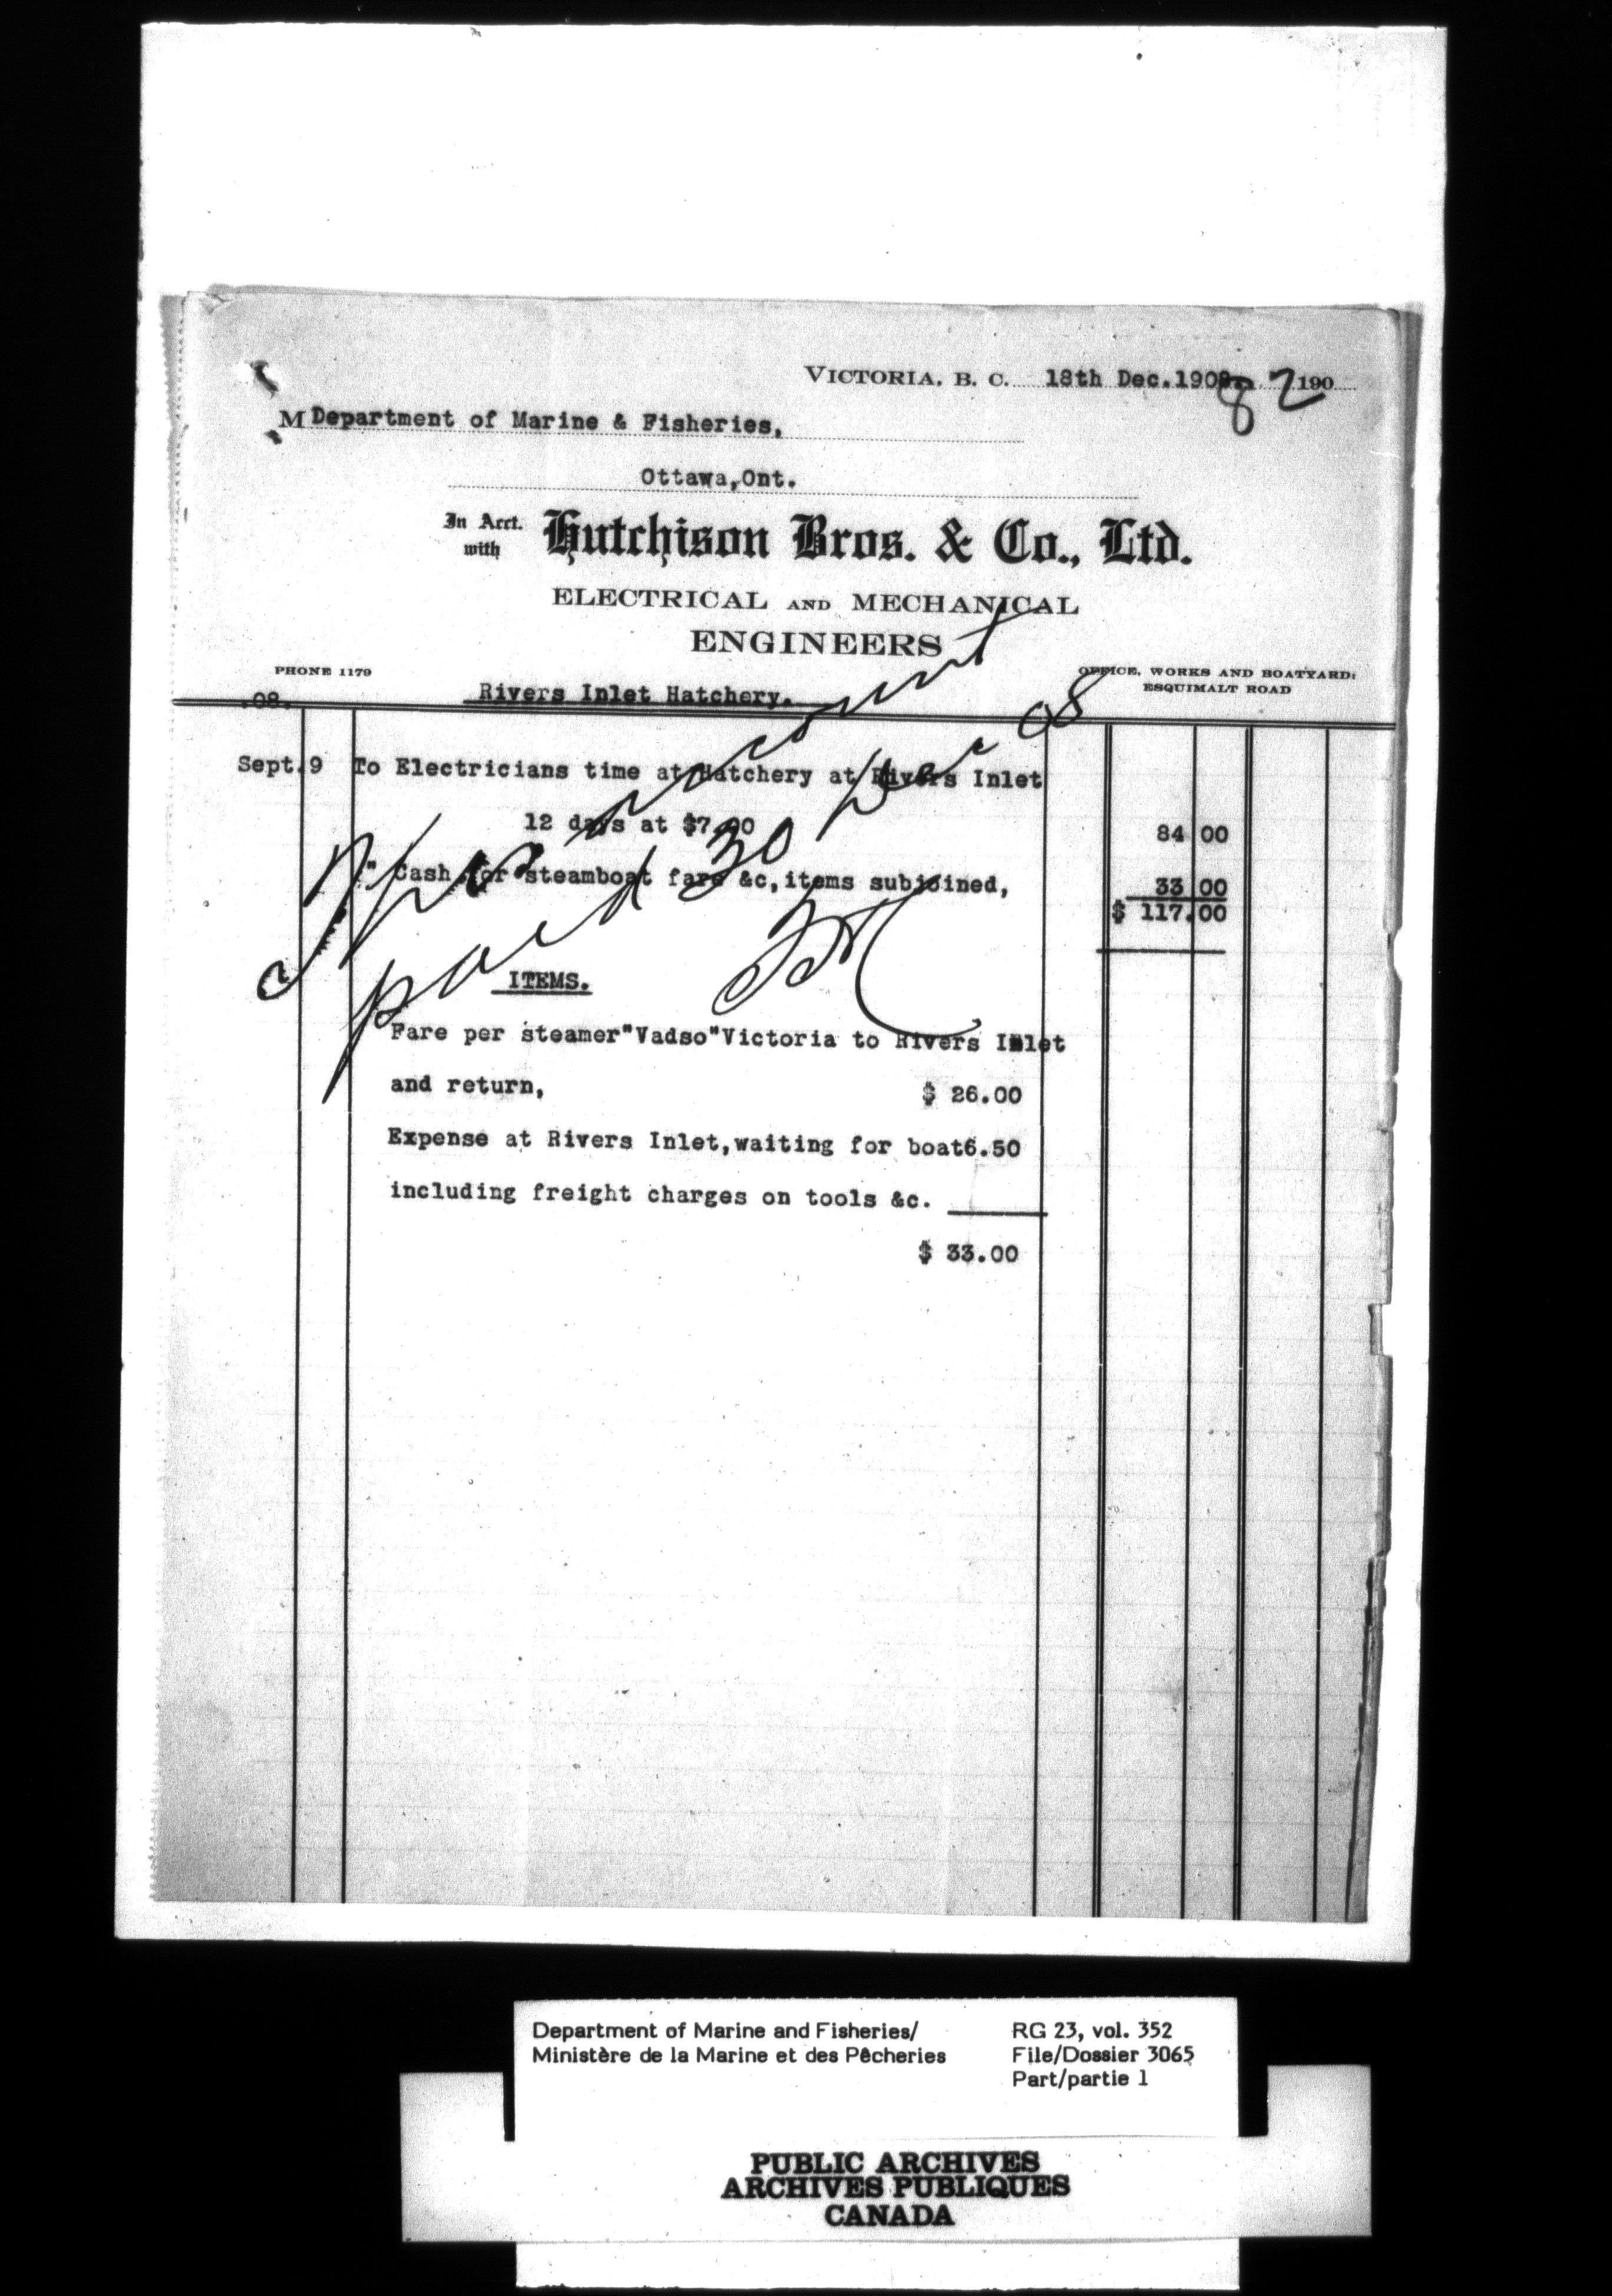 VICTORIA, B. C. 18th Dec.1908. 190
82
M Department of Marine & Fisheries,
Ottawa,Ont.
In Acct. with Hutchison Bros. & Co., Ltd.
ELECTRICAL AND MECHANICAL
ENGINEERS
PHONE 1179
OFFICE, WORKS AND BOATYARD:
ESQUIMALT ROAD
.08. Rivers Inlet Hatchery.
Sept.9 To Electricians time at Hatchery at Rivers Inlet
12 days at $7.00 84 00
" Cash for steamboat fare &c,items subjoined, 33 00
$ 117.00
account
paid 30 Dec 08
ITEMS.
Fare per steamer"Vadso"Victoria to Rivers Inlet
and return, $ 26.00
Expense at Rivers Inlet,waiting for boat6.50
including freight charges on tools &c.
$ 33.00
Department of Marine and Fisheries/
Ministère de la Marine et des Pêcheries
RG 23, vol. 352
File/Dossier 3065
Part/partie 1
PUBLIC ARCHIVES
ARCHIVES PUBLIQUES
CANADA